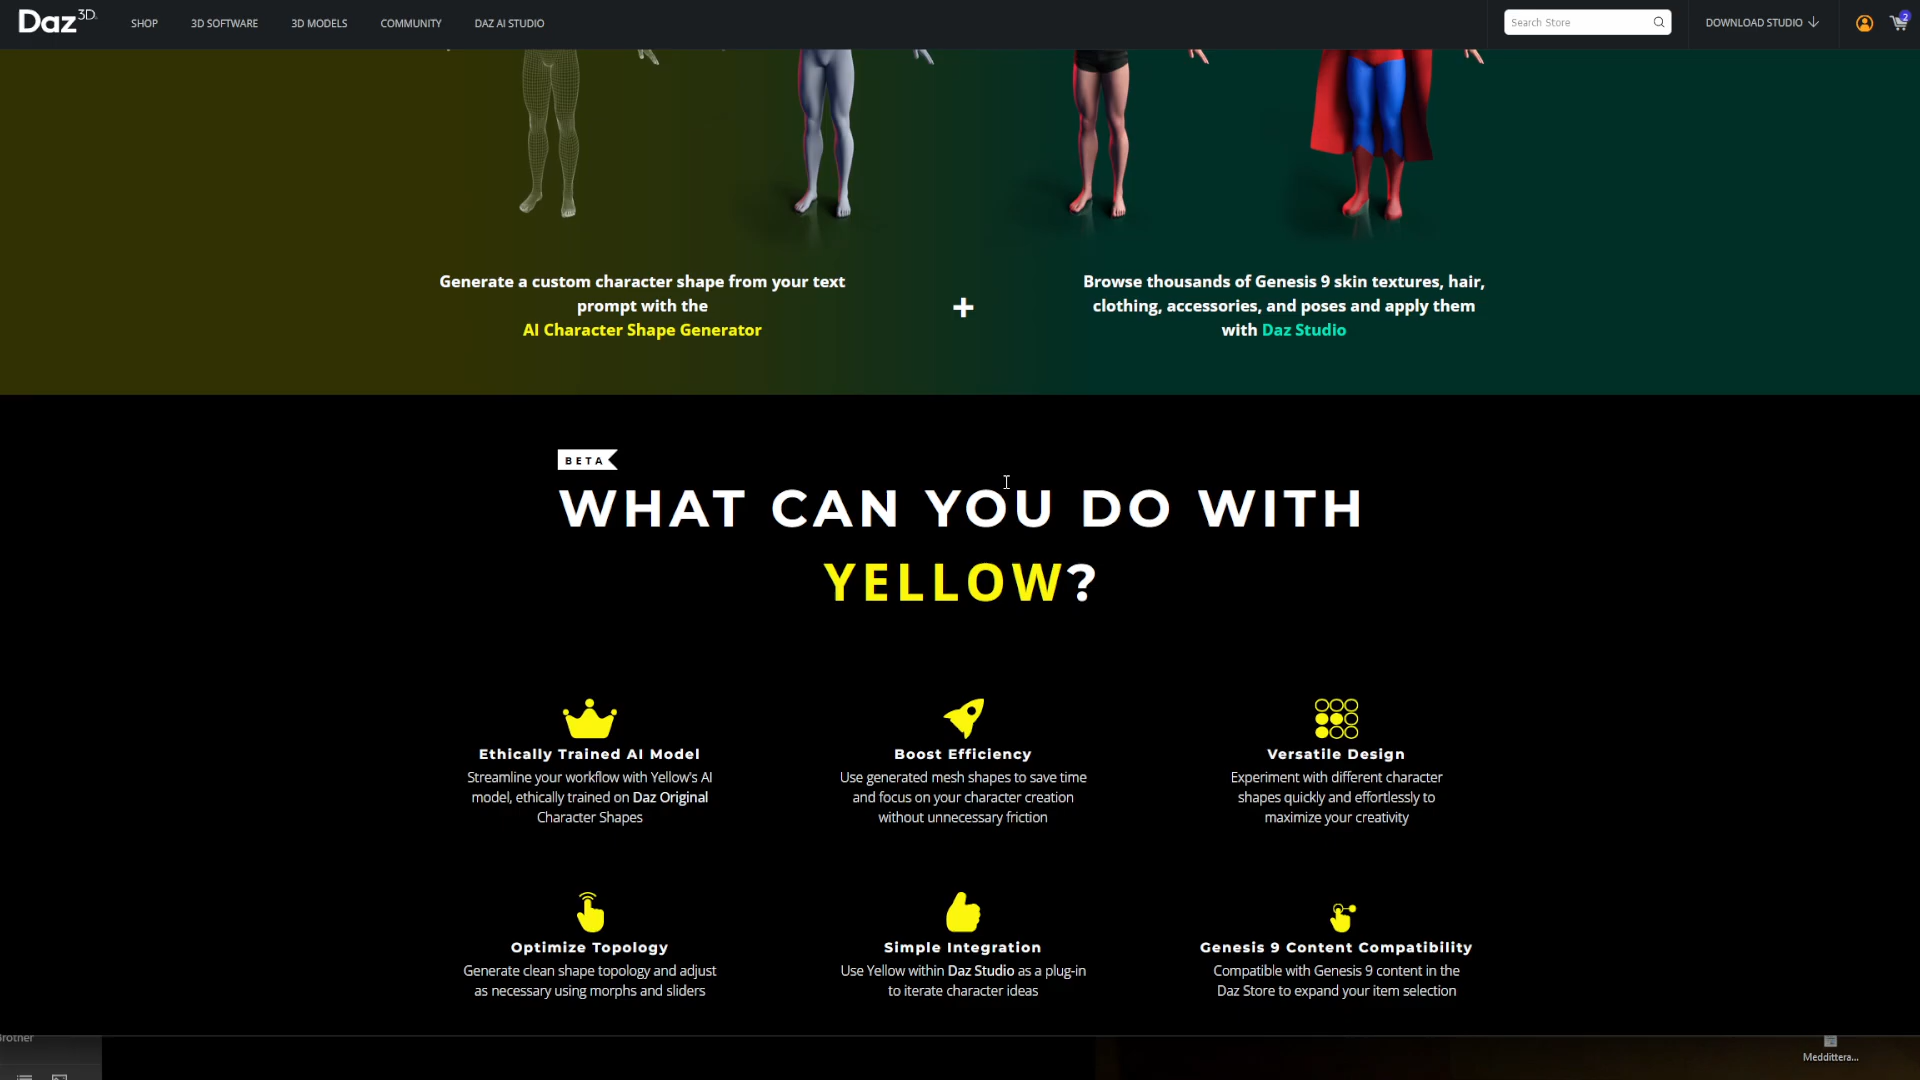 Daz 3D.
SHOP
3D SOFTWARE
3D MODELS
COMMUNITY
DAZ AI STUDIO
Search Store
DOWNLOAD STUDIO
2
Generate a custom character shape from your text
prompt with the
AI Character Shape Generator
+
Browse thousands of Genesis 9 skin textures, hair,
clothing, accessories, and poses and apply them
with Daz Studio
BETA
WHAT CAN YOU DO WITH
YELLOW?
Ethically Trained AI Model
Streamline your workflow with Yellow's AI
model, ethically trained on Daz Original
Character Shapes
Boost Efficiency
Use generated mesh shapes to save time
and focus on your character creation
without unnecessary friction
Versatile Design
Experiment with different character
shapes quickly and effortlessly to
maximize your creativity
Optimize Topology
Generate clean shape topology and adjust
as necessary using morphs and sliders
Simple Integration
Use Yellow within Daz Studio as a plug-in
to iterate character ideas
Genesis 9 Content Compatibility
Compatible with Genesis 9 content in the
Daz Store to expand your item selection
Brother
Meddittera...